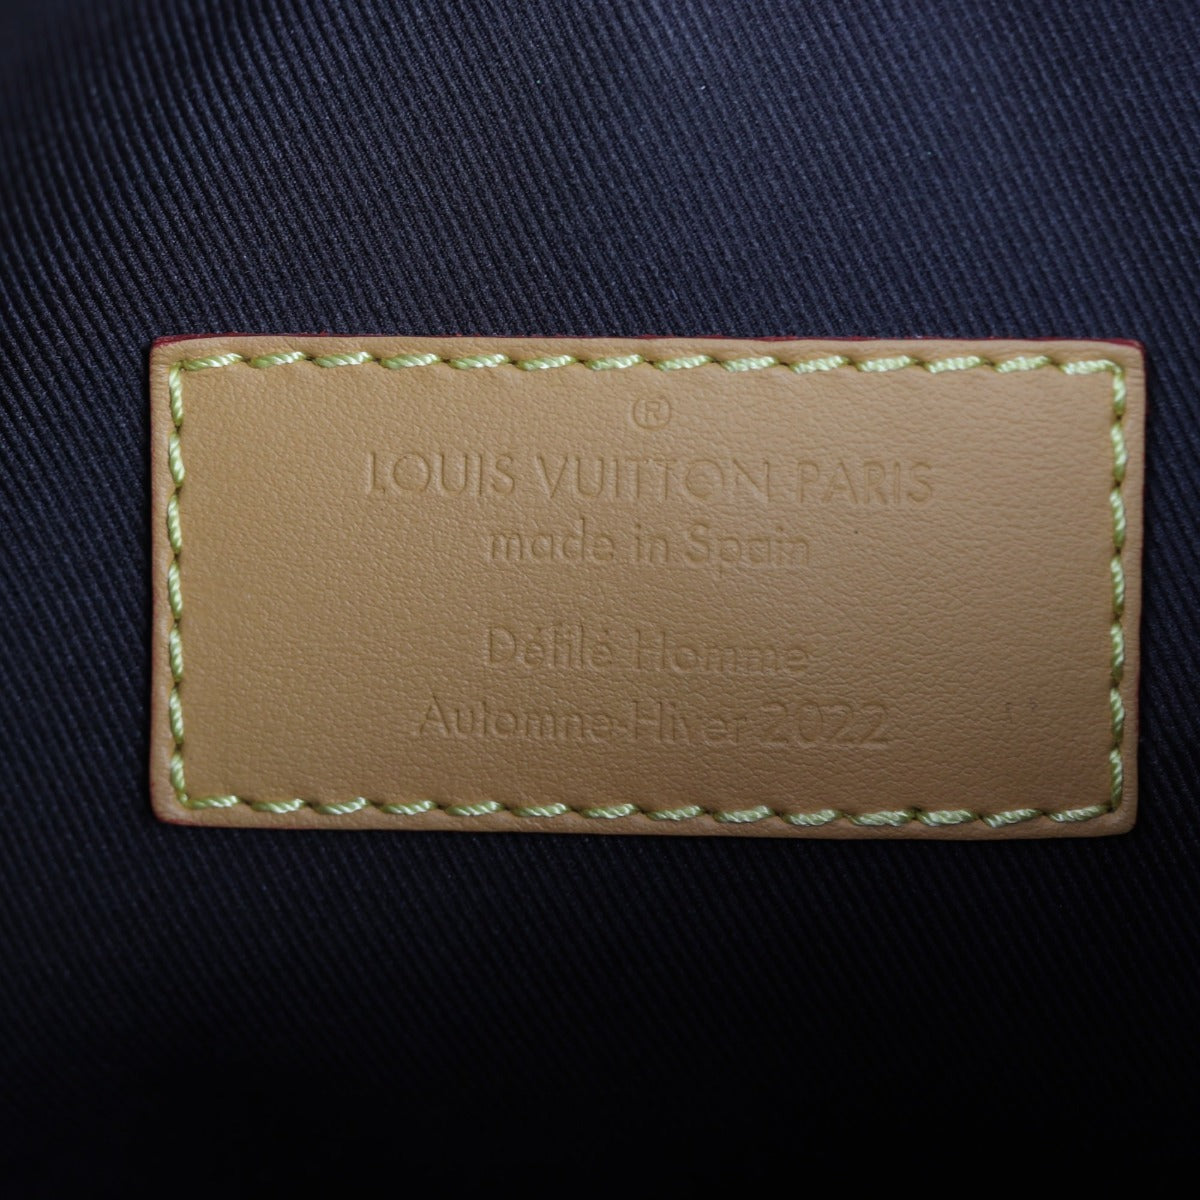 ®
LOUIS VUITTON PARIS
made in Spain
Défilé Homme
Automne-Hiver 2022